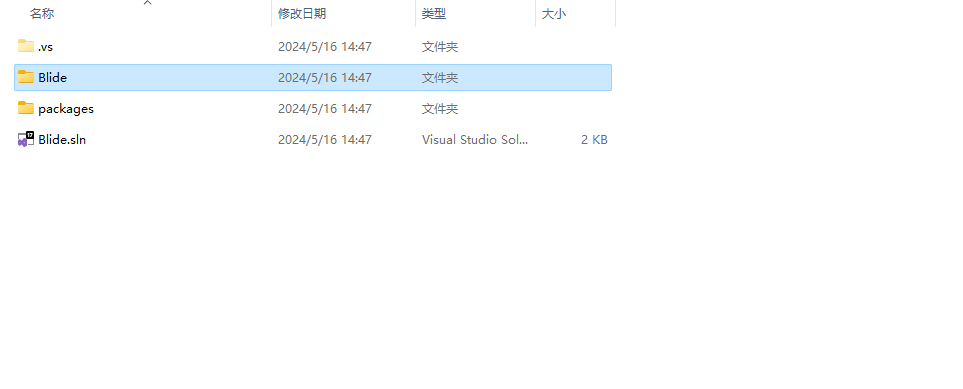 名称 修改日期 类型 大小
.vs 2024/5/16 14:47 文件夹
Blide 2024/5/16 14:47 文件夹
packages 2024/5/16 14:47 文件夹
Blide.sln 2024/5/16 14:47 Visual Studio Sol... 2 KB